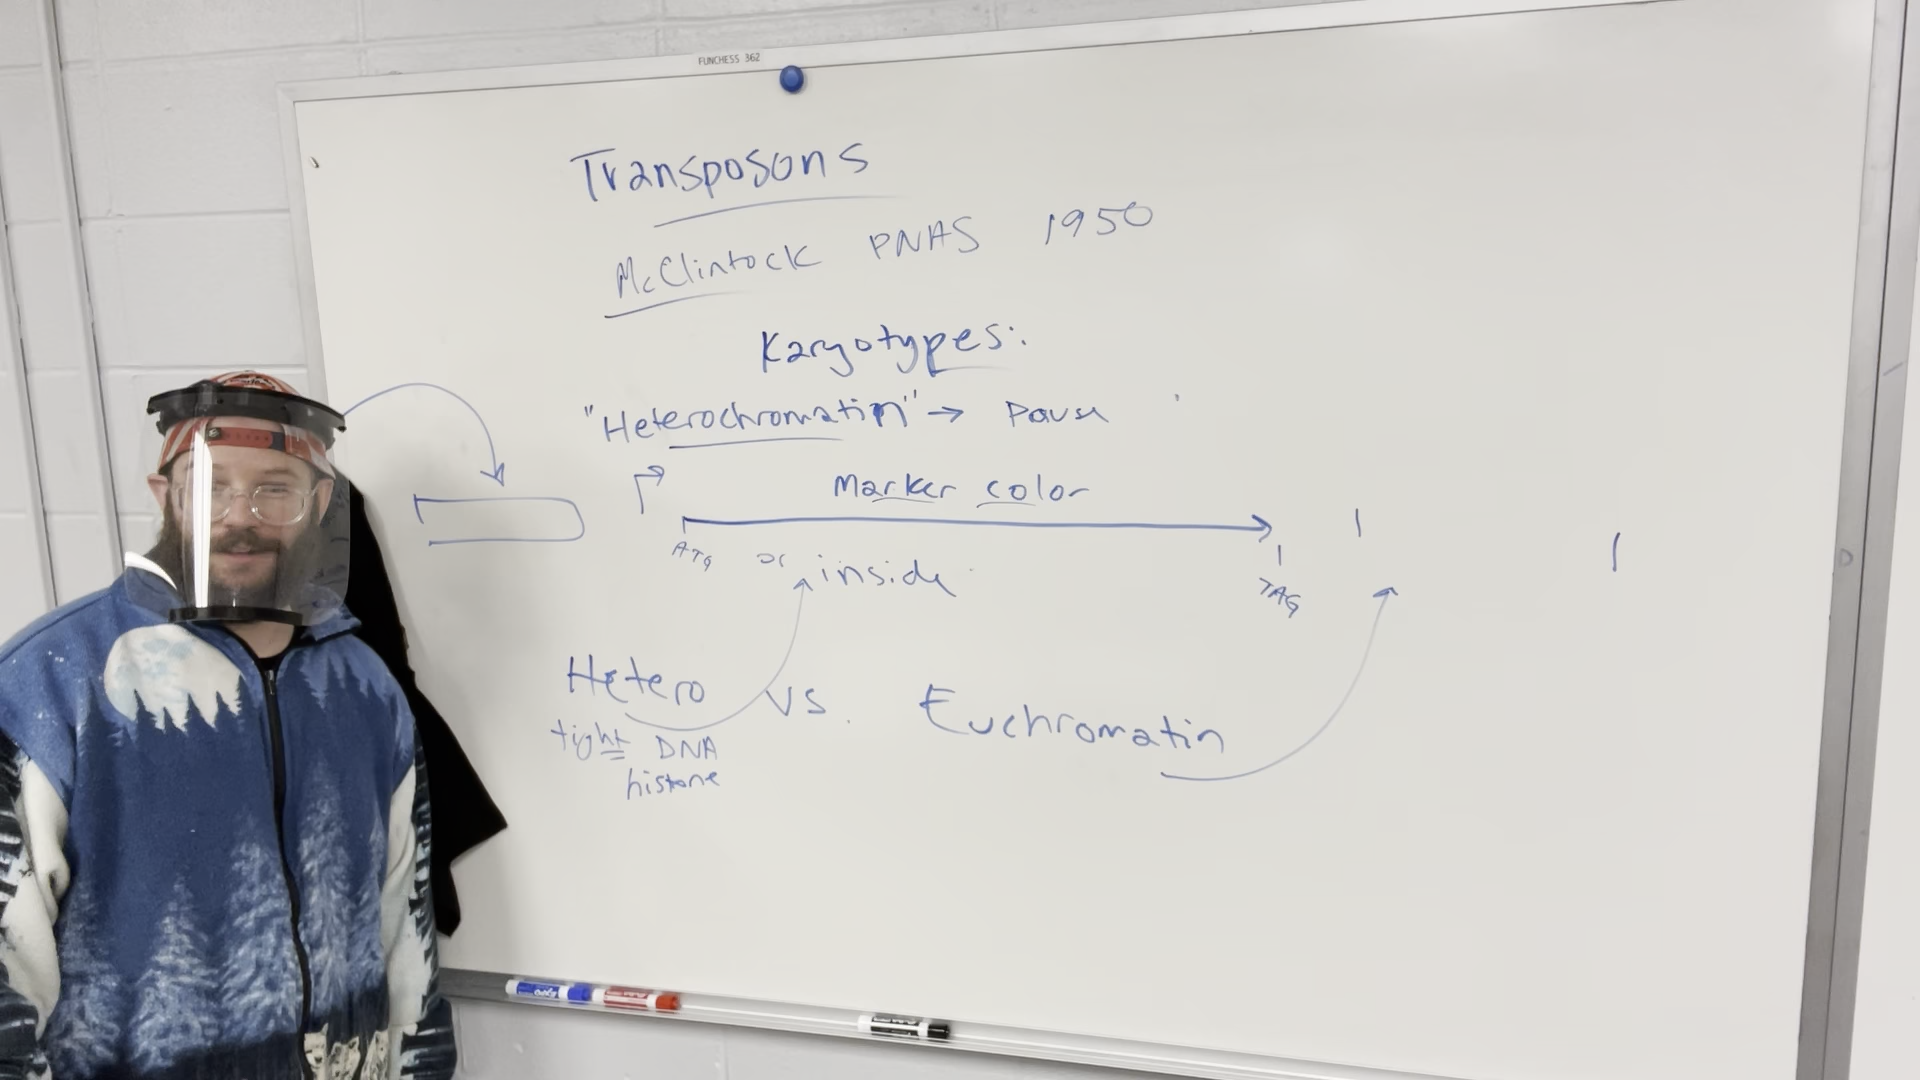 FUNCHESS 362
Transposons
McClintock PNAS 1950
Karyotypes:
"Heterochromatin" → Pause
Marker color
ATG or inside
TAG
Hetero vs. Euchromatin
tight DNA
histone
EXPO